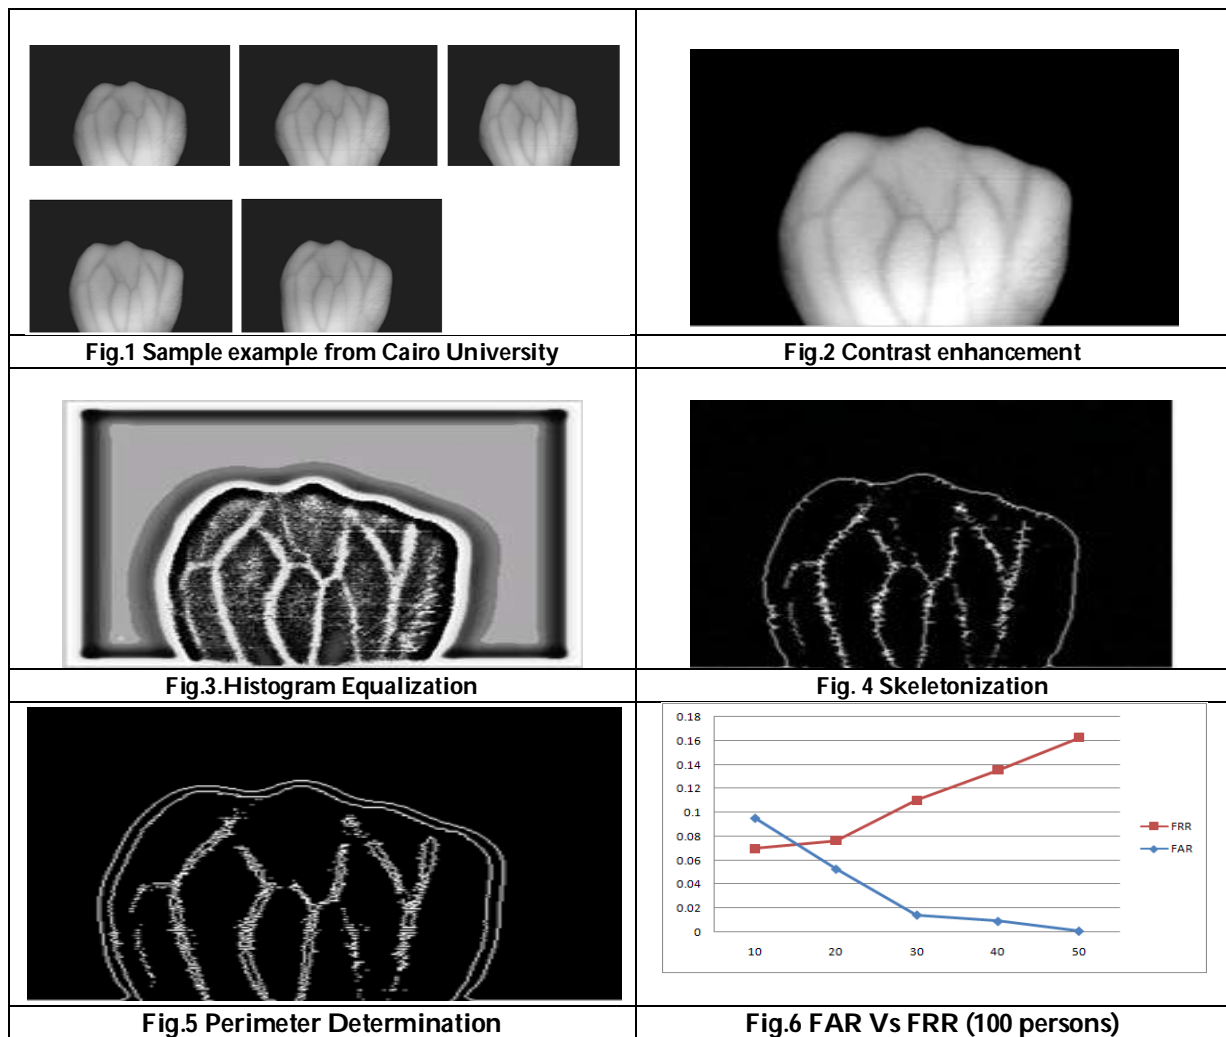 Fig.1 Sample example from Cairo University
Fig.2 Contrast enhancement
Fig.3.Histogram Equalization
Fig. 4 Skeletonization
0.18
0.16
0.14
0.12
0.1
0.08
0.06
0.04
0.02
0
10 20 30 40 50
FRR
FAR
Fig.5 Perimeter Determination
Fig.6 FAR Vs FRR (100 persons)